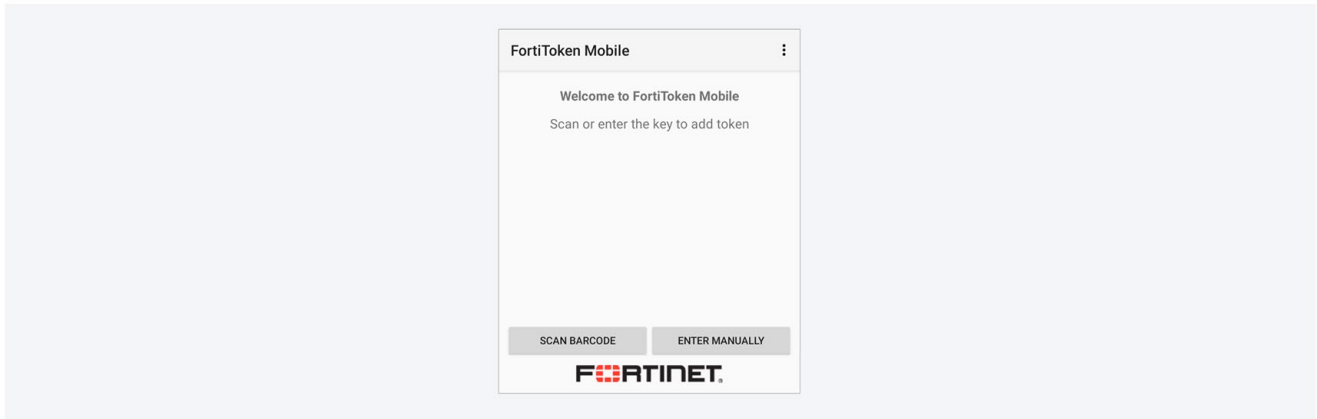 FortiToken Mobile
Welcome to FortiToken Mobile
Scan or enter the key to add token
SCAN BARCODE ENTER MANUALLY
FORTINET®